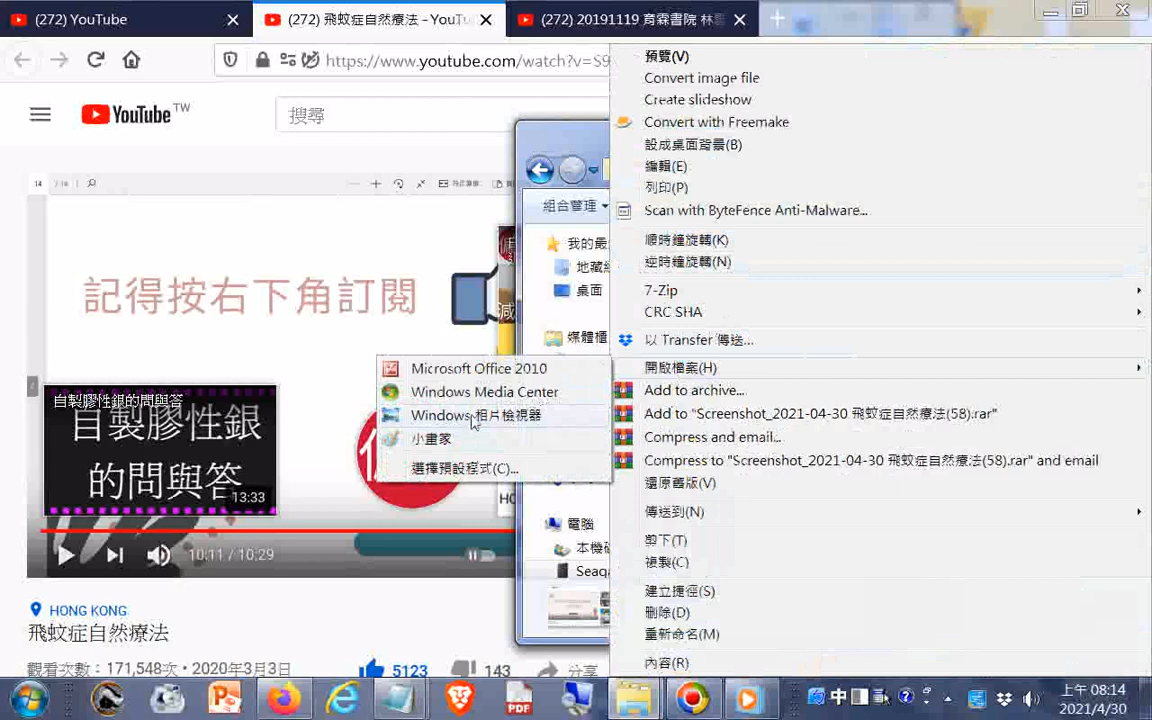 (272) YouTube
(272) 飛蚊症自然療法 - YouTu
(272) 20191119 育霖書院 林
https://www.youtube.com/watch?v=S9
YouTube TW
搜尋
14
記得按右下角訂閱
自製膠性銀的問與答
自製膠性銀
的問與答
13:33
10:11 / 10:29
HONG KONG
飛蚊症自然療法
觀看次數：171,548次 • 2020年3月3日
5123
143
分享
組合管理
我的最
桌面
媒體櫃
電腦
本機磁
Seaga
Microsoft Office 2010
Windows Media Center
Windows 相片檢視器
小畫家
選擇預設程式(C)...
預覽(V)
Convert image file
Create slideshow
Convert with Freemake
設成桌面背景(B)
編輯(E)
列印(P)
Scan with ByteFence Anti-Malware...
順時鐘旋轉(K)
逆時鐘旋轉(N)
7-Zip
CRC SHA
以 Transfer 傳送...
開啟檔案(H)
Add to archive...
Add to "Screenshot_2021-04-30 飛蚊症自然療法(58).rar"
Compress and email...
Compress to "Screenshot_2021-04-30 飛蚊症自然療法(58).rar" and email
還原舊版(V)
傳送到(N)
剪下(T)
複製(C)
建立捷徑(S)
刪除(D)
重新命名(M)
內容(R)
PDF
中
上午 08:14
2021/4/30